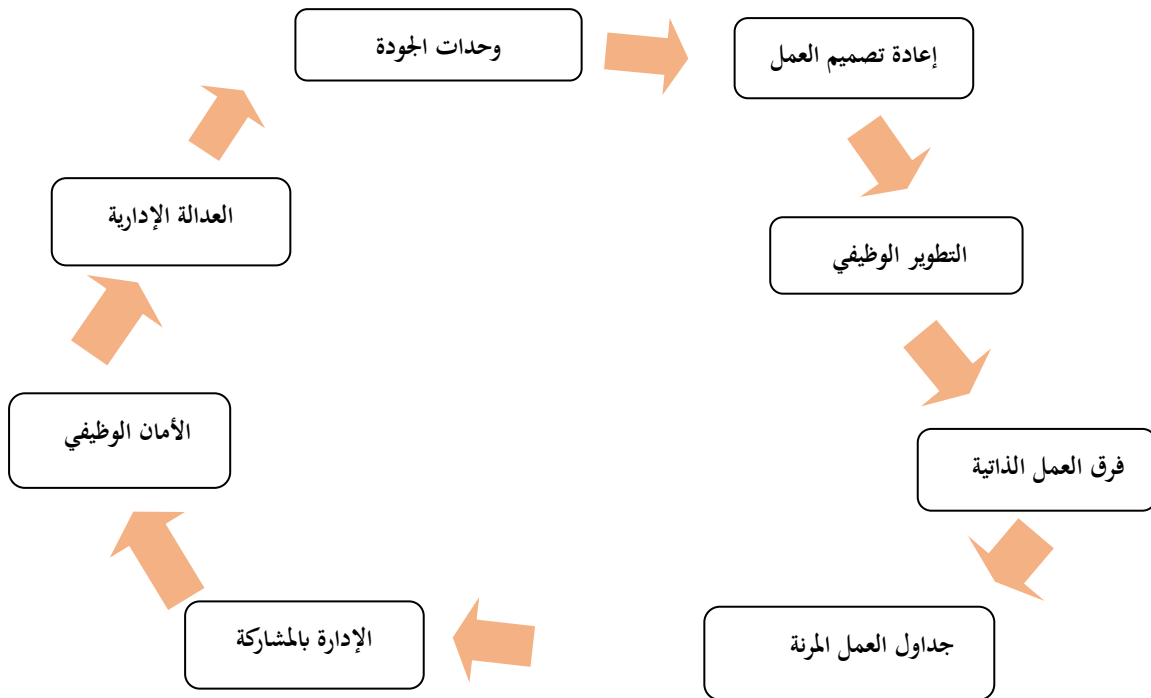 وحدات الجودة
إعادة تصميم العمل
التطوير الوظيفي
فرق العمل الذاتية
جداول العمل المرنة
الإدارة بالمشاركة
الأمان الوظيفي
العدالة الإدارية